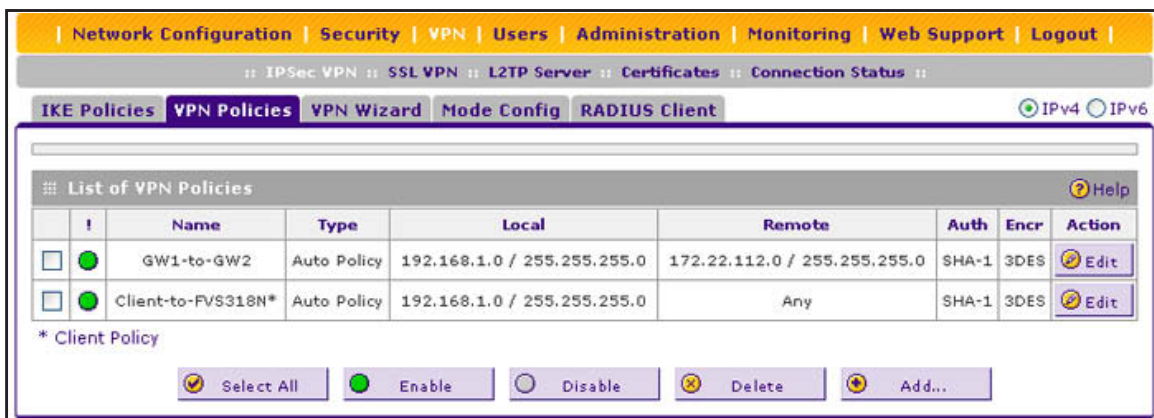 | Network Configuration | Security | VPN | Users | Administration | Monitoring | Web Support | Logout |
:: IPSec VPN :: SSL VPN :: L2TP Server :: Certificates :: Connection Status ::
IKE Policies VPN Policies VPN Wizard Mode Config RADIUS Client IPv4 IPv6
List of VPN Policies Help
! Name Type Local Remote Auth Encr Action
GW1-to-GW2 Auto Policy 192.168.1.0 / 255.255.255.0 172.22.112.0 / 255.255.255.0 SHA-1 3DES Edit
Client-to-FVS318N* Auto Policy 192.168.1.0 / 255.255.255.0 Any SHA-1 3DES Edit
* Client Policy
Select All Enable Disable Delete Add...